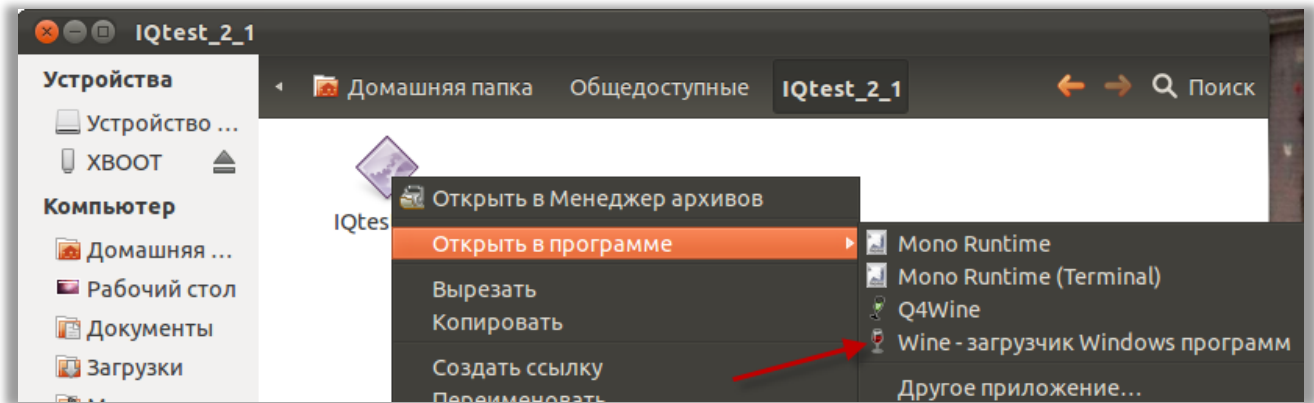 IQtest_2_1
Устройства
Устройство ...
XBOOT
Компьютер
Домашняя ...
Рабочий стол
Документы
Загрузки
Домашняя папка Общедоступные IQtest_2_1 Поиск
IQtes
Открыть в Менеджер архивов
Открыть в программе
Вырезать
Копировать
Создать ссылку
Переименовать
Mono Runtime
Mono Runtime (Terminal)
Q4Wine
Wine - загрузчик Windows программ
Другое приложение...